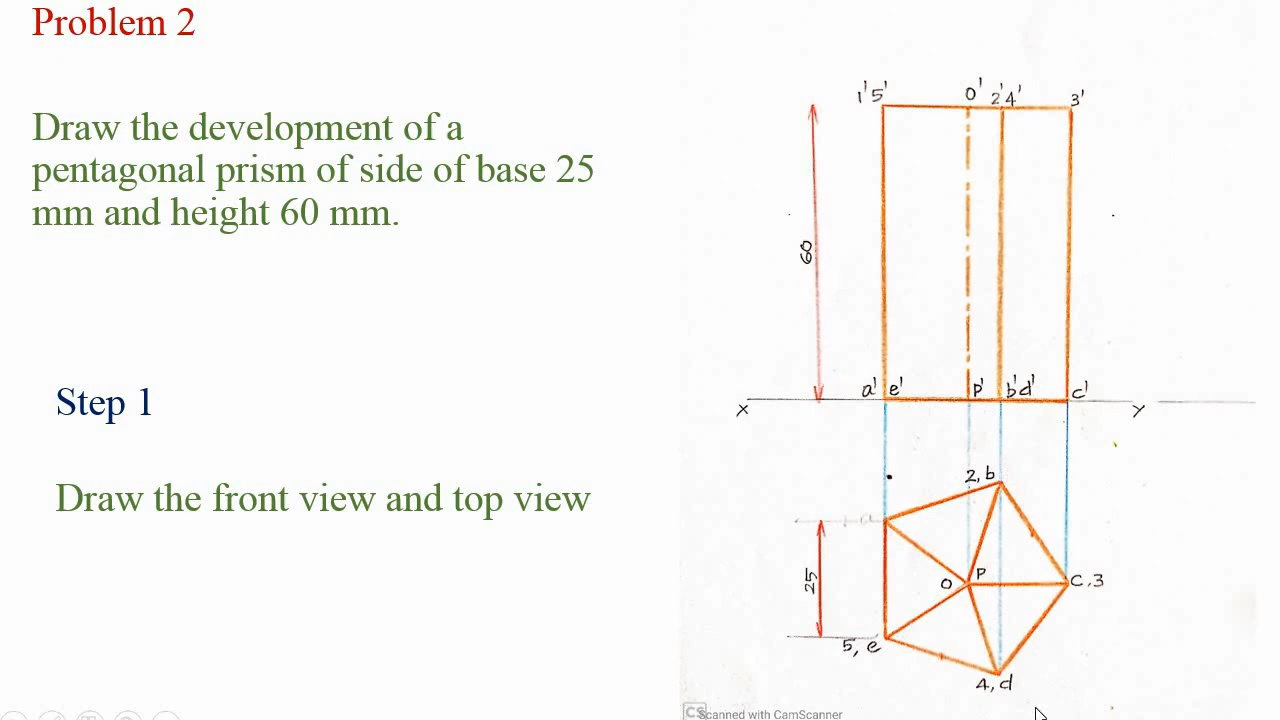 Problem 2
Draw the development of a
pentagonal prism of side of base 25
mm and height 60 mm.
Step 1
Draw the front view and top view
1' 5'
o'
2' 4'
3'
60
a' e'
p'
b' d'
c'
X
Y
2, b
a
25
o
P
c.3
5, e
4, d
CS Scanned with CamScanner